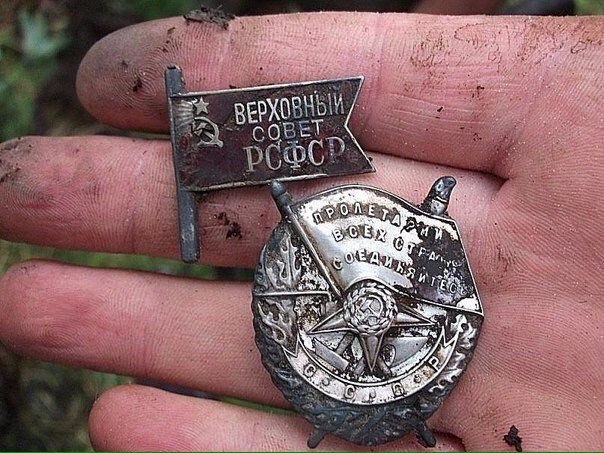 ВЕРХОВНЫЙ
СОВЕТ
РСФСР
ПРОЛЕТАРИИ
ВСЕХ СТРАН
СОЕДИНЯЙТЕСЬ
С.С.С.Р